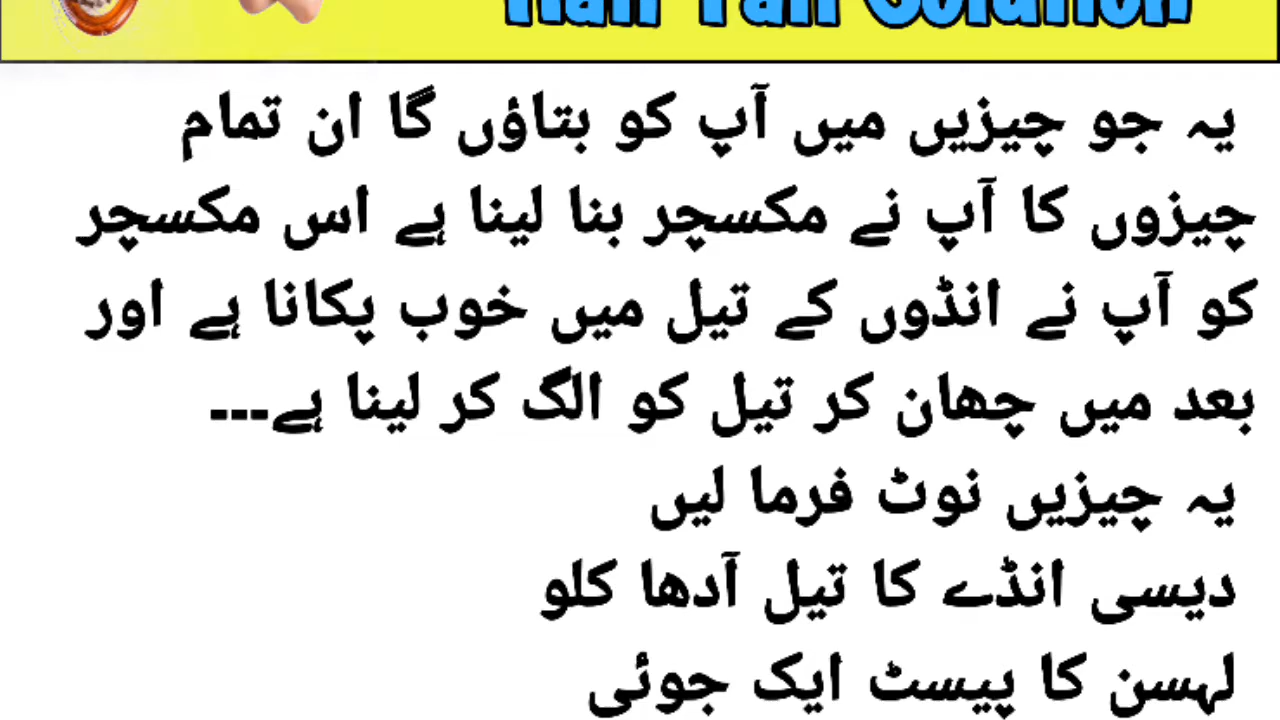 Hair Fall Solution
یہ جو چیزیں میں آپ کو بتاؤں گا ان تمام
چیزوں کا آپ نے مکسچر بنا لینا ہے اس مکسچر
کو آپ نے انڈوں کے تیل میں خوب پکانا ہے اور
بعد میں چھان کر تیل کو الگ کر لینا ہے---
یہ چیزیں نوٹ فرما لیں
دیسی انڈے کا تیل آدھا کلو
لہسن کا پیسٹ ایک جوئی